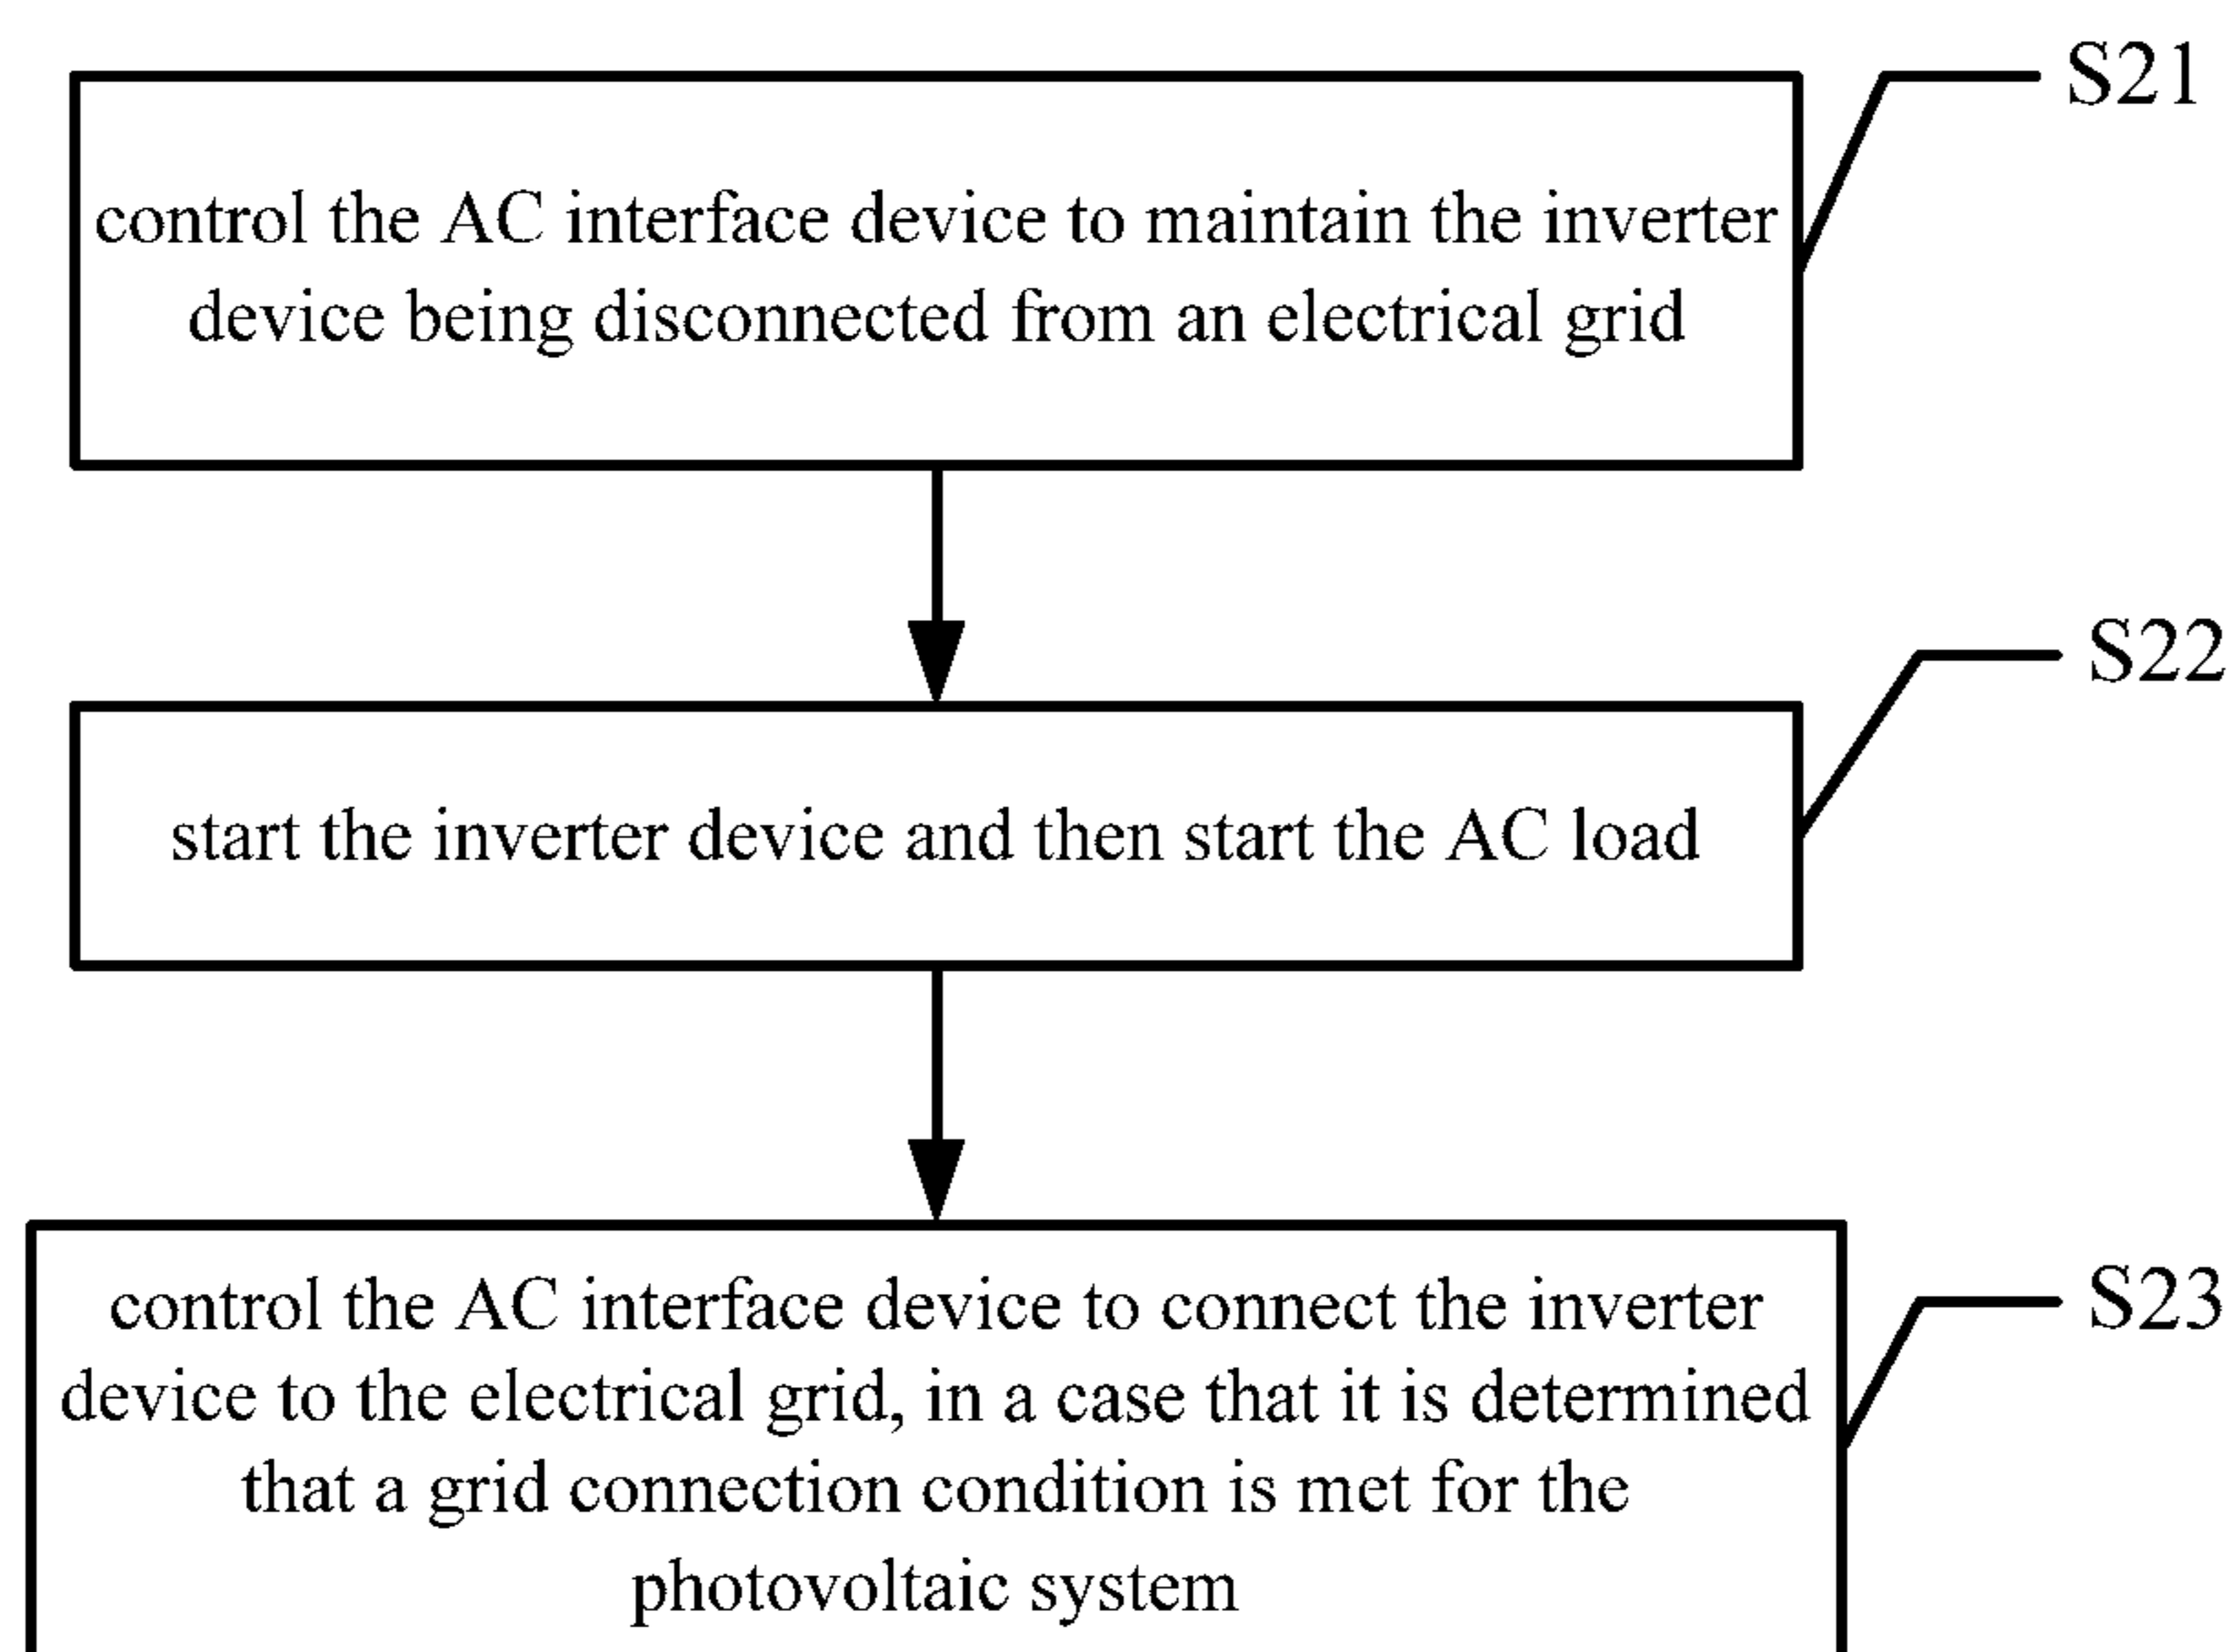 S21
control the AC interface device to maintain the inverter
device being disconnected from an electrical grid
S22
start the inverter device and then start the AC load
S23
control the AC interface device to connect the inverter
device to the electrical grid, in a case that it is determined
that a grid connection condition is met for the
photovoltaic system